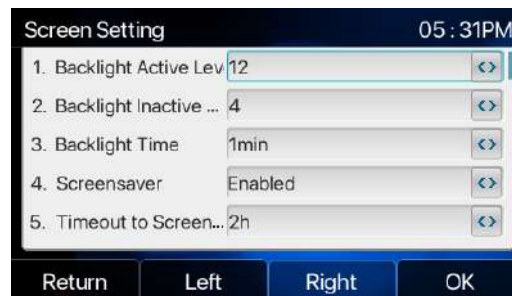 Screen Setting 05:31PM
1. Backlight Active Lev 12
2. Backlight Inactive ... 4
3. Backlight Time 1min
4. Screensaver Enabled
5. Timeout to Screen... 2h
Return Left Right OK